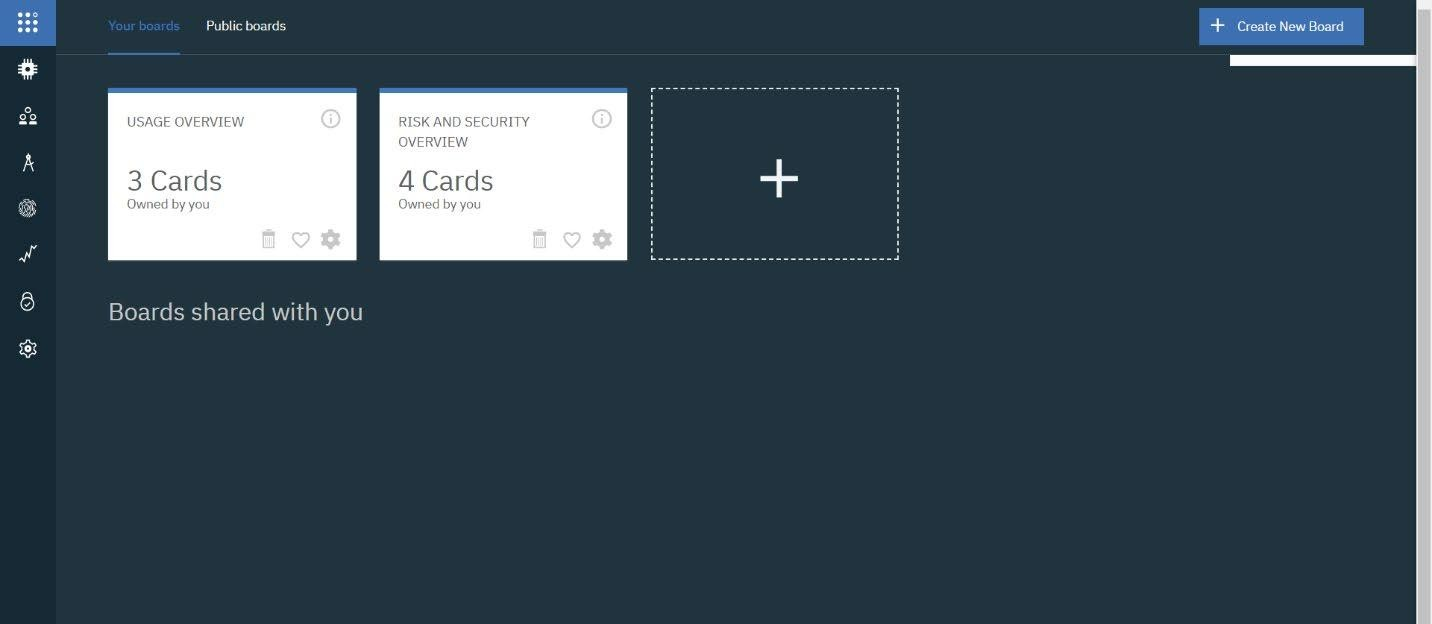 Your boards
Public boards
Create New Board
USAGE OVERVIEW
3 Cards
Owned by you
RISK AND SECURITY
OVERVIEW
4 Cards
Owned by you
Boards shared with you